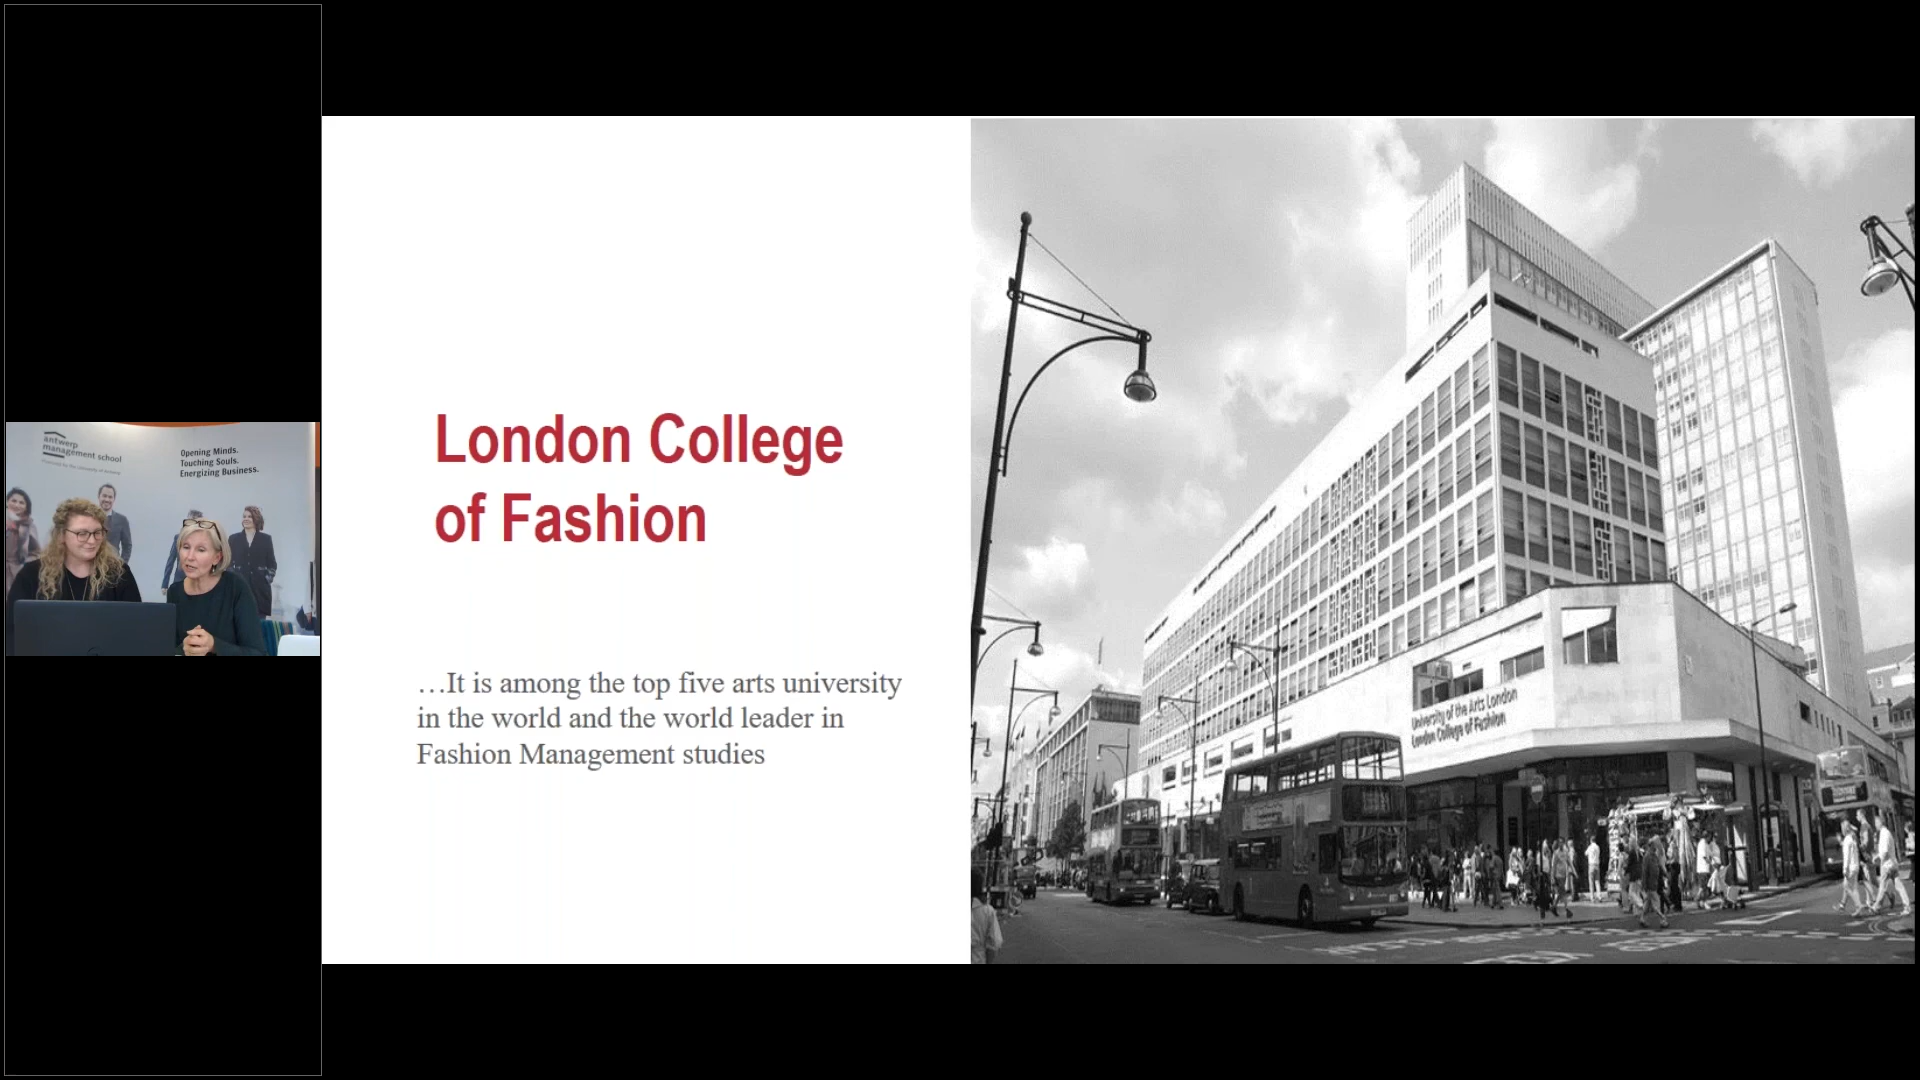 antwerp
management school
Opening Minds.
Touching Souls.
Energizing Business.
London College
of Fashion
…It is among the top five arts university
in the world and the world leader in
Fashion Management studies
University of the Arts London
London College of Fashion